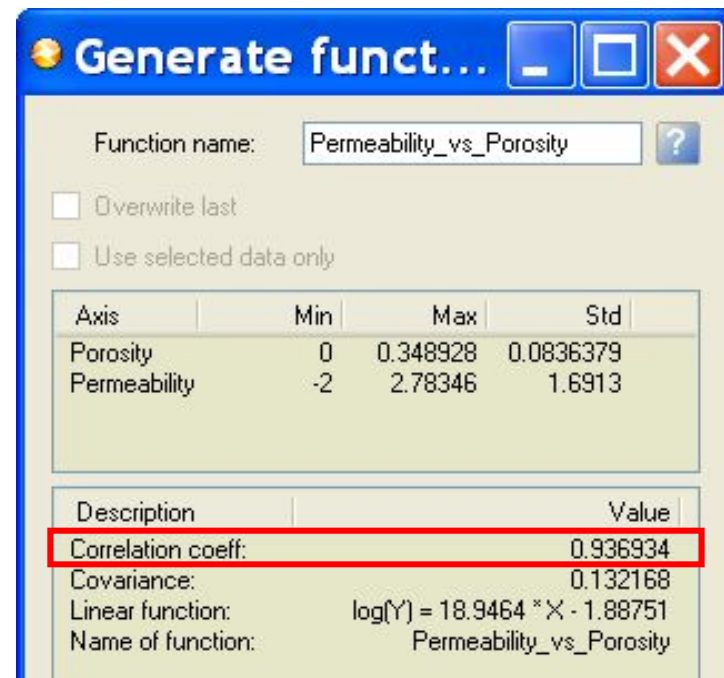 Generate funct...
Function name: Permeability_vs_Porosity ?
Overwrite last
Use selected data only
Axis Min Max Std
Porosity 0 0.348928 0.0836379
Permeability -2 2.78346 1.6913
Description Value
Correlation coeff: 0.936934
Covariance: 0.132168
Linear function: log(Y) = 18.9464 * X - 1.88751
Name of function: Permeability_vs_Porosity